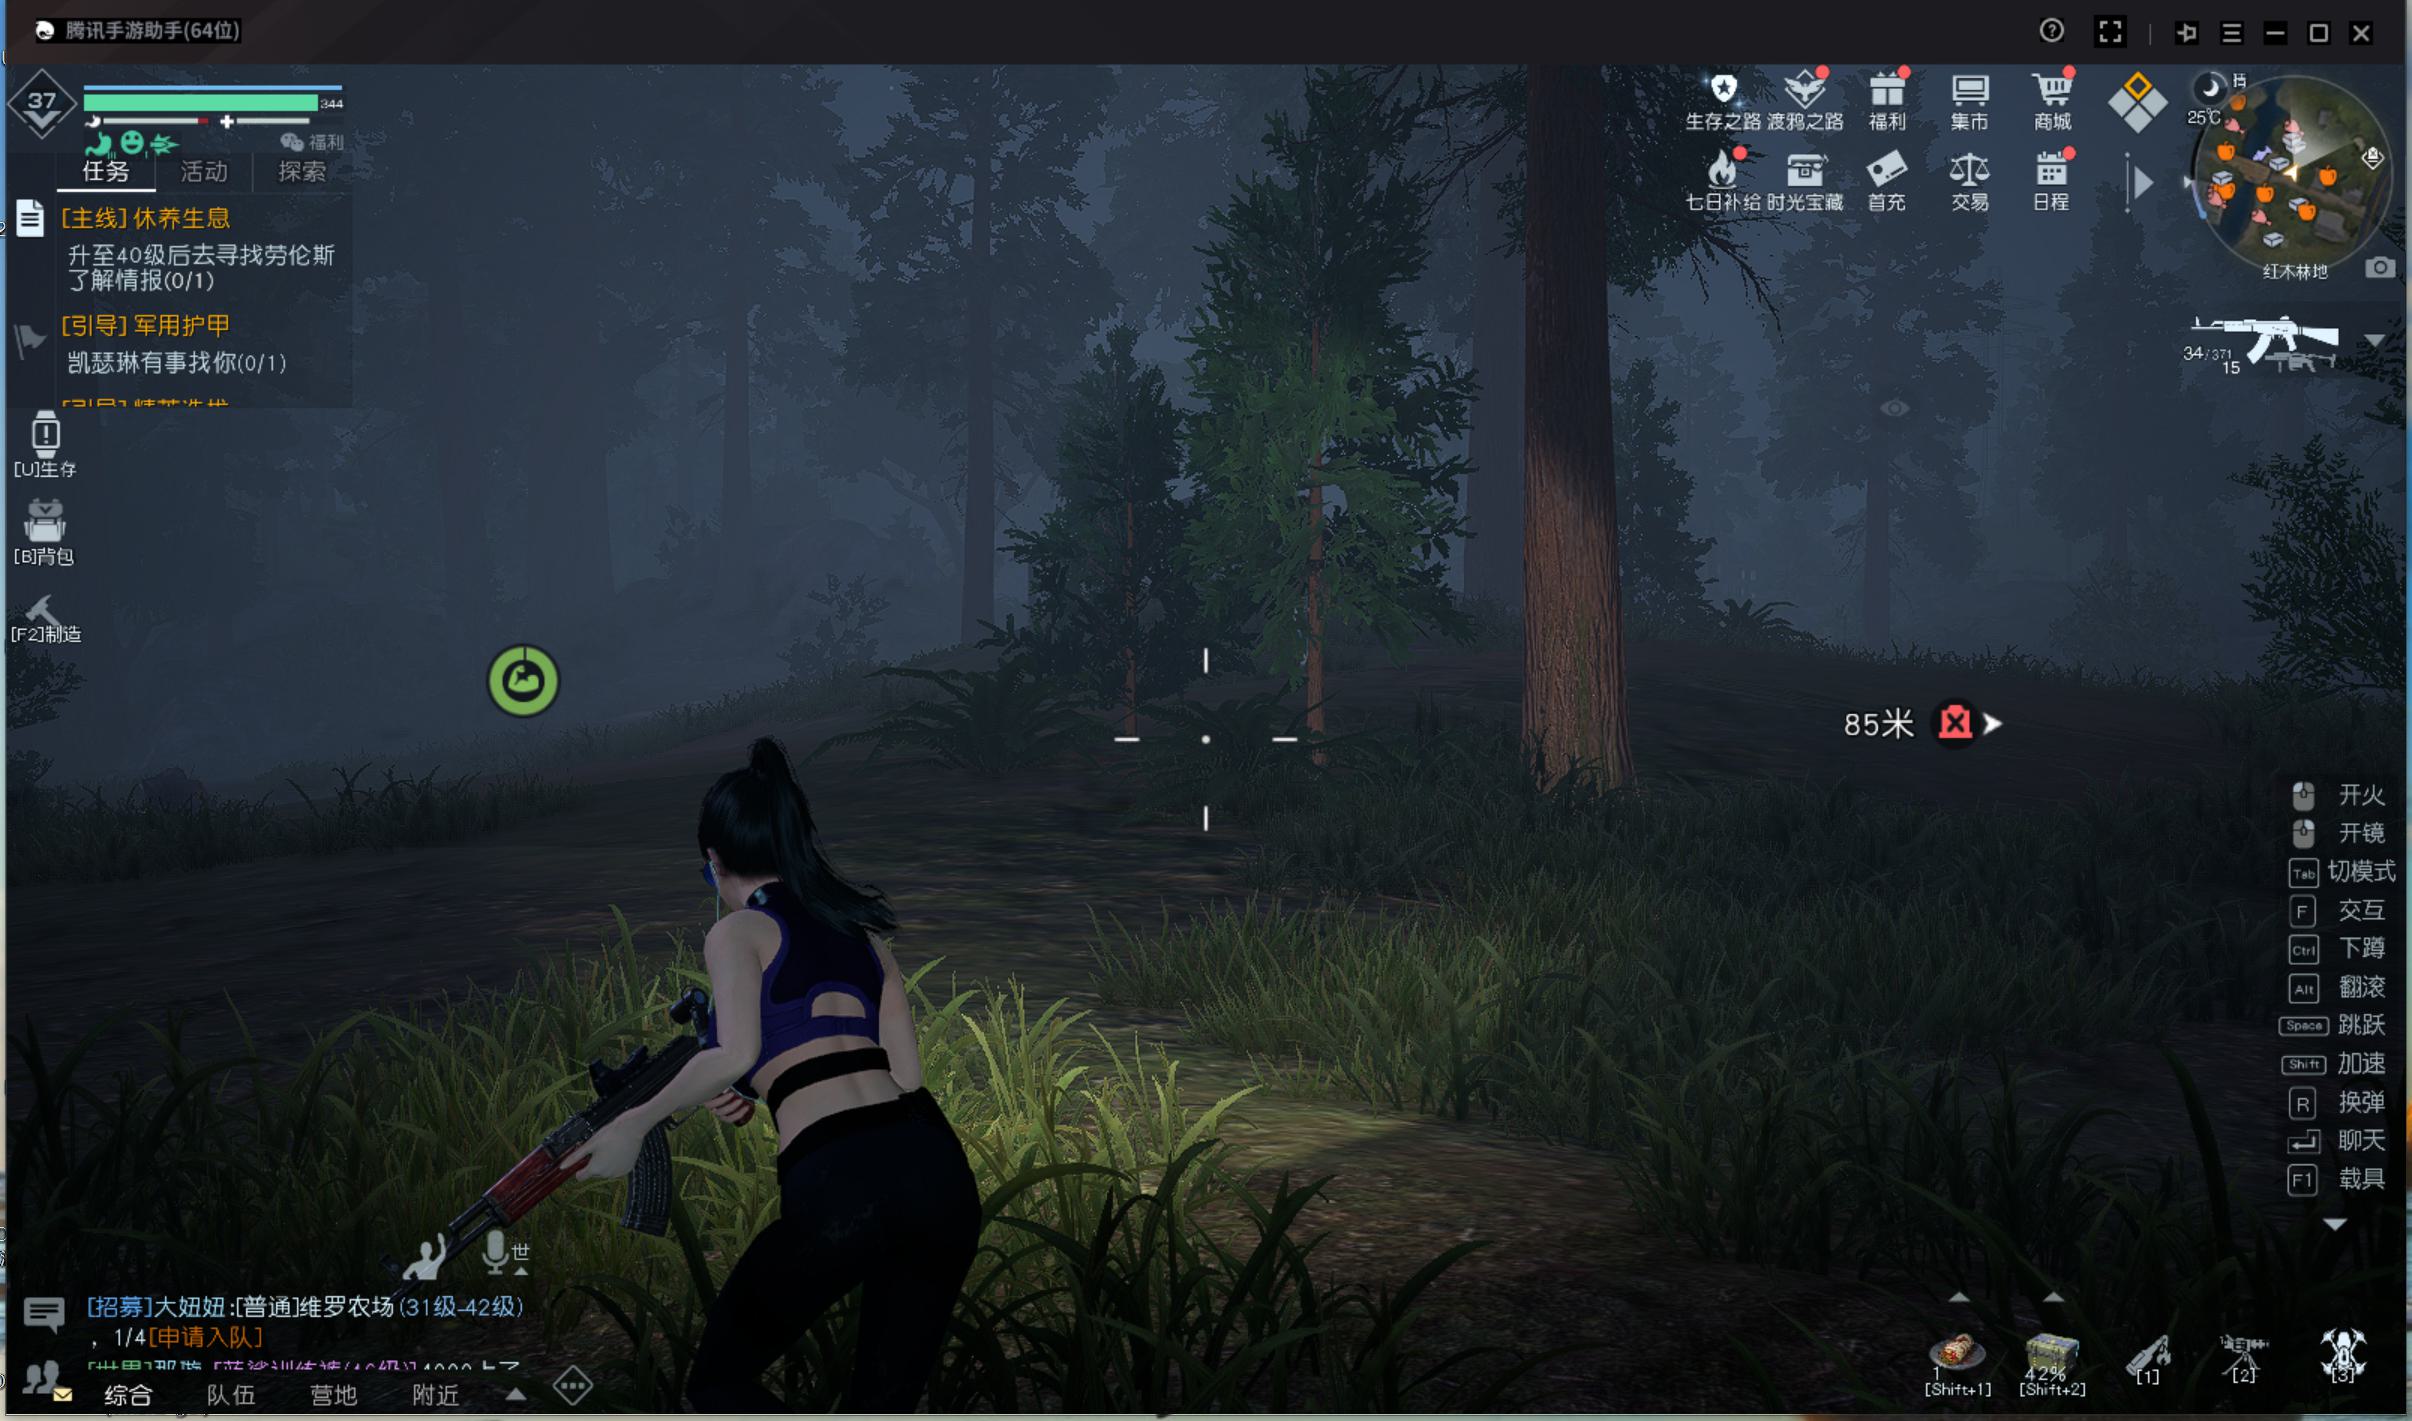 腾讯手游助手(64位)
37
344
福利
任务 活动 探索
[主线]休养生息
升至40级后去寻找劳伦斯
了解情报(0/1)
[引导]军用护甲
凯瑟琳有事找你(0/1)
[U]生存
[B]背包
[F2]制造
生存之路 渡鸦之路 福利 集市 商城
七日补给 时光宝藏 首充 交易 日程
25℃
红木林地
34/371
15
85米
开火
开镜
Tab 切模式
F 交互
Ctrl 下蹲
Alt 翻滚
Space 跳跃
Shift 加速
R 换弹
聊天
F1 载具
世
[招募]大妞妞:[普通]维罗农场(31级-42级)
，1/4[申请入队]
综合 队伍 营地 附近
1 42%
[Shift+1] [Shift+2] [1] [2] [3]